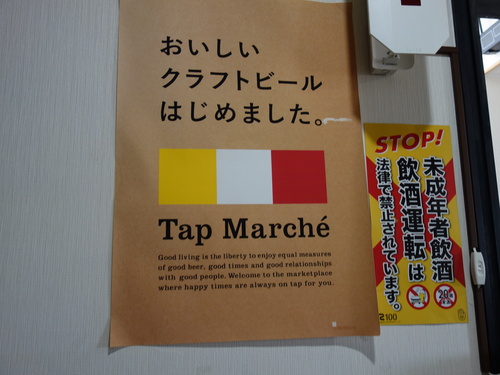 おいしい
クラフトビール
はじめました。
Tap Marché
Good living is the liberty to enjoy equal measures
of good beer, good times and good relationships
with good people. Welcome to the marketplace
where happy times are always on tap for you.
STOP!
未成年者飲酒
飲酒運転は
法律で禁止されています。
100